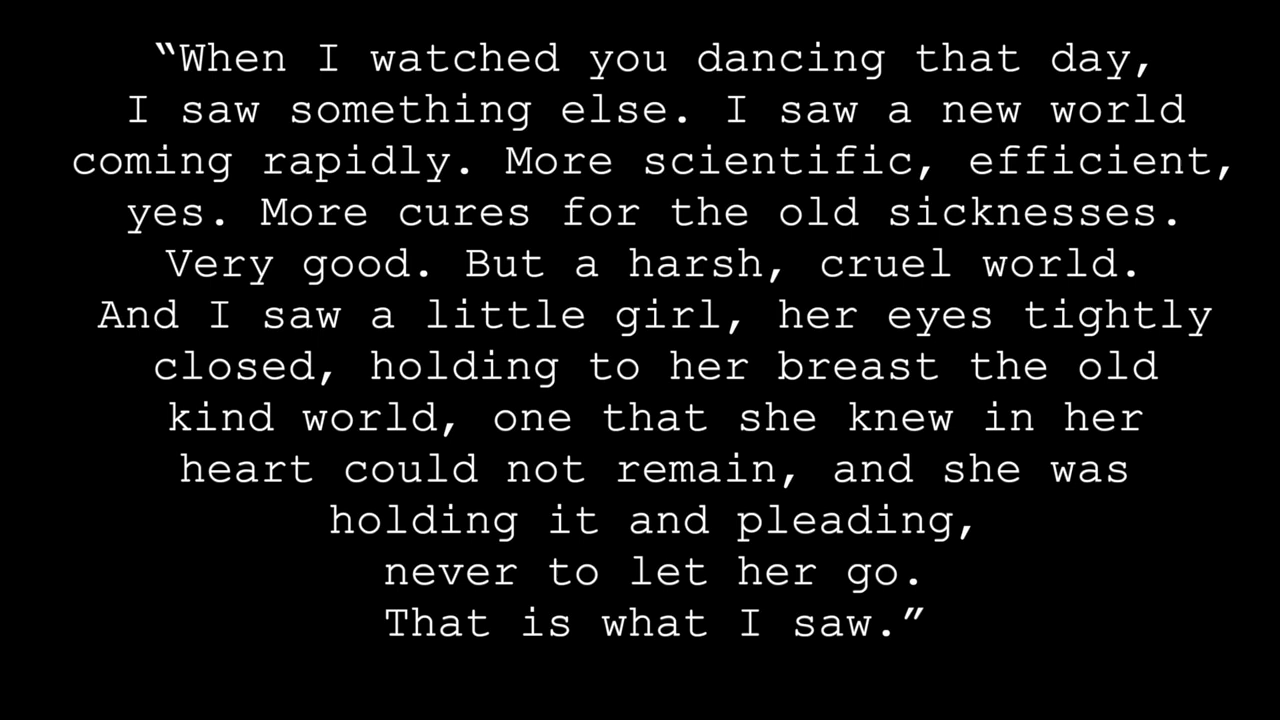 “When I watched you dancing that day,
I saw something else. I saw a new world
coming rapidly. More scientific, efficient,
yes. More cures for the old sicknesses.
Very good. But a harsh, cruel world.
And I saw a little girl, her eyes tightly
closed, holding to her breast the old
kind world, one that she knew in her
heart could not remain, and she was
holding it and pleading,
never to let her go.
That is what I saw.”